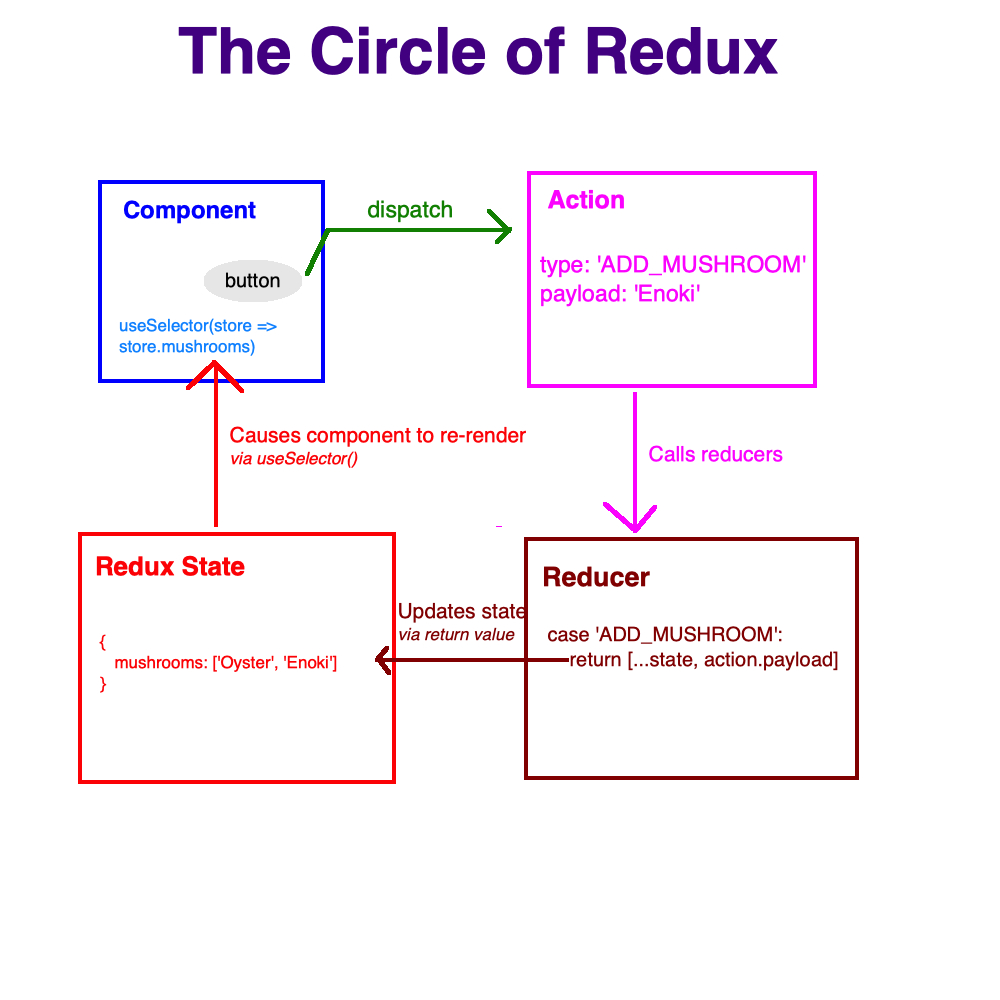 The Circle of Redux
Component
button
useSelector(store =>
store.mushrooms)
dispatch
Action
type: 'ADD_MUSHROOM'
payload: 'Enoki'
Calls reducers
Causes component to re-render
via useSelector()
Redux State
{
mushrooms: ['Oyster', 'Enoki']
}
Updates state
via return value
Reducer
case 'ADD_MUSHROOM':
return [...state, action.payload]